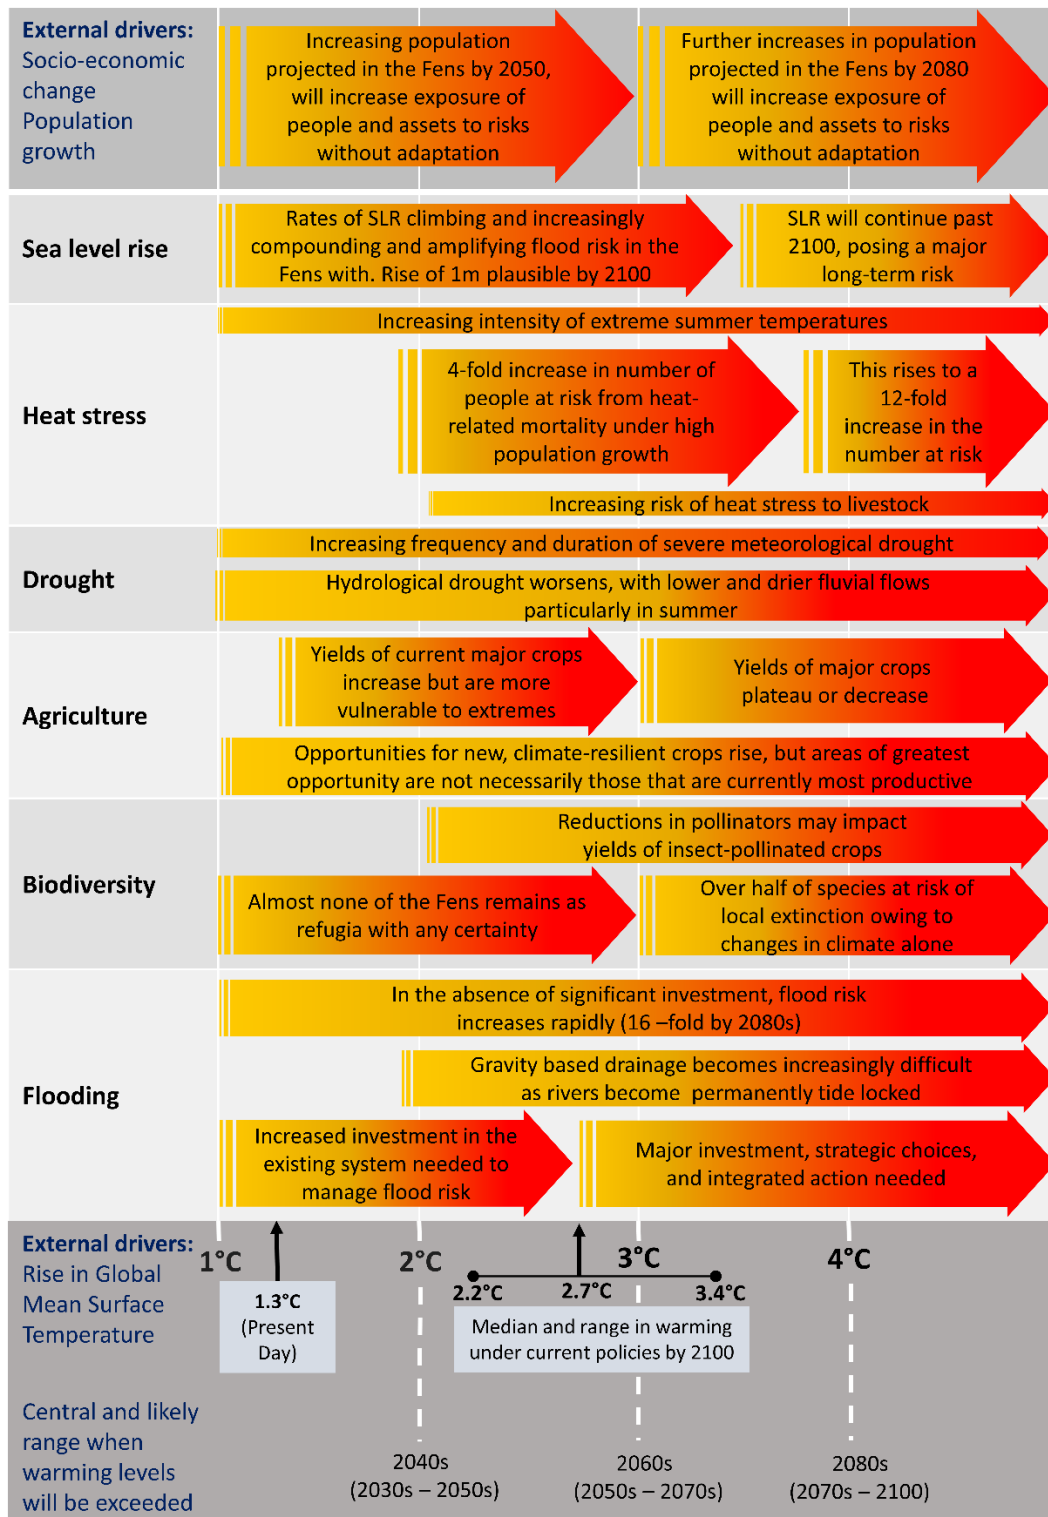 External drivers:
Socio-economic
change
Population
growth
Increasing population
projected in the Fens by 2050,
will increase exposure of
people and assets to risks
without adaptation
Further increases in population
projected in the Fens by 2080
will increase exposure of
people and assets to risks
without adaptation
Sea level rise
Rates of SLR climbing and increasingly
compounding and amplifying flood risk in the
Fens with. Rise of 1m plausible by 2100
SLR will continue past
2100, posing a major
long-term risk
Heat stress
Increasing intensity of extreme summer temperatures
4-fold increase in number of
people at risk from heat-
related mortality under high
population growth
This rises to a
12-fold
increase in the
number at risk
Increasing risk of heat stress to livestock
Drought
Increasing frequency and duration of severe meteorological drought
Hydrological drought worsens, with lower and drier fluvial flows
particularly in summer
Agriculture
Yields of current major crops
increase but are more
vulnerable to extremes
Yields of major crops
plateau or decrease
Opportunities for new, climate-resilient crops rise, but areas of greatest
opportunity are not necessarily those that are currently most productive
Biodiversity
Reductions in pollinators may impact
yields of insect-pollinated crops
Almost none of the Fens remains as
refugia with any certainty
Over half of species at risk of
local extinction owing to
changes in climate alone
Flooding
In the absence of significant investment, flood risk
increases rapidly (16 –fold by 2080s)
Gravity based drainage becomes increasingly difficult
as rivers become permanently tide locked
Increased investment in the
existing system needed to
manage flood risk
Major investment, strategic choices,
and integrated action needed
External drivers:
Rise in Global
Mean Surface
Temperature
1°C
2°C
3°C
4°C
1.3°C
(Present
Day)
2.2°C
2.7°C
3.4°C
Median and range in warming
under current policies by 2100
Central and likely
range when
warming levels
will be exceeded
2040s
(2030s – 2050s)
2060s
(2050s – 2070s)
2080s
(2070s – 2100)